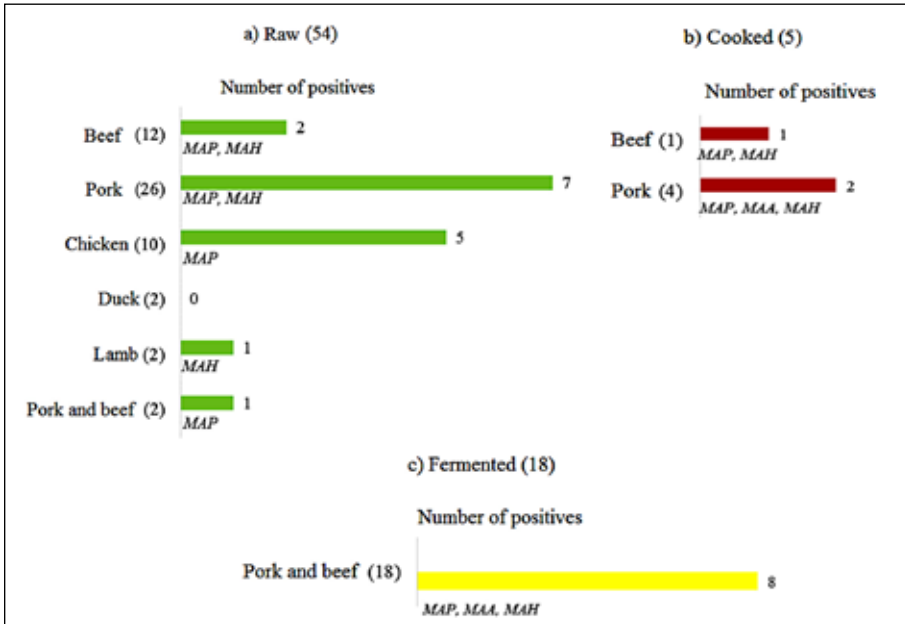 a) Raw (54)
Number of positives
Beef (12) 2
MAP, MAH
Pork (26) 7
MAP, MAH
Chicken (10) 5
MAP
Duck (2) 0
Lamb (2) 1
MAH
Pork and beef (2) 1
MAP
b) Cooked (5)
Number of positives
Beef (1) 1
MAP, MAH
Pork (4) 2
MAP, MAA, MAH
c) Fermented (18)
Number of positives
Pork and beef (18) 8
MAP, MAA, MAH